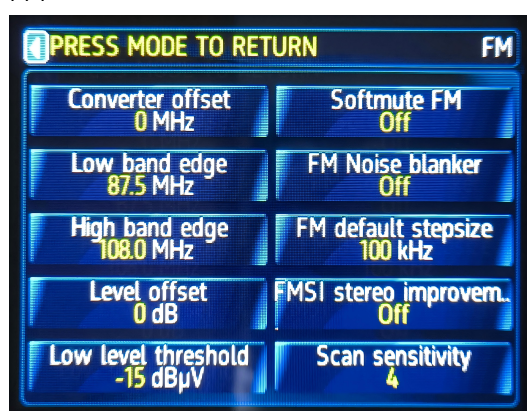 PRESS MODE TO RETURN
FM
Converter offset
0 MHz
Softmute FM
Off
Low band edge
87.5 MHz
FM Noise blanker
Off
High band edge
108.0 MHz
FM default stepsize
100 kHz
Level offset
0 dB
FMSI stereo improvem..
Off
Low level threshold
-15 dBµV
Scan sensitivity
4